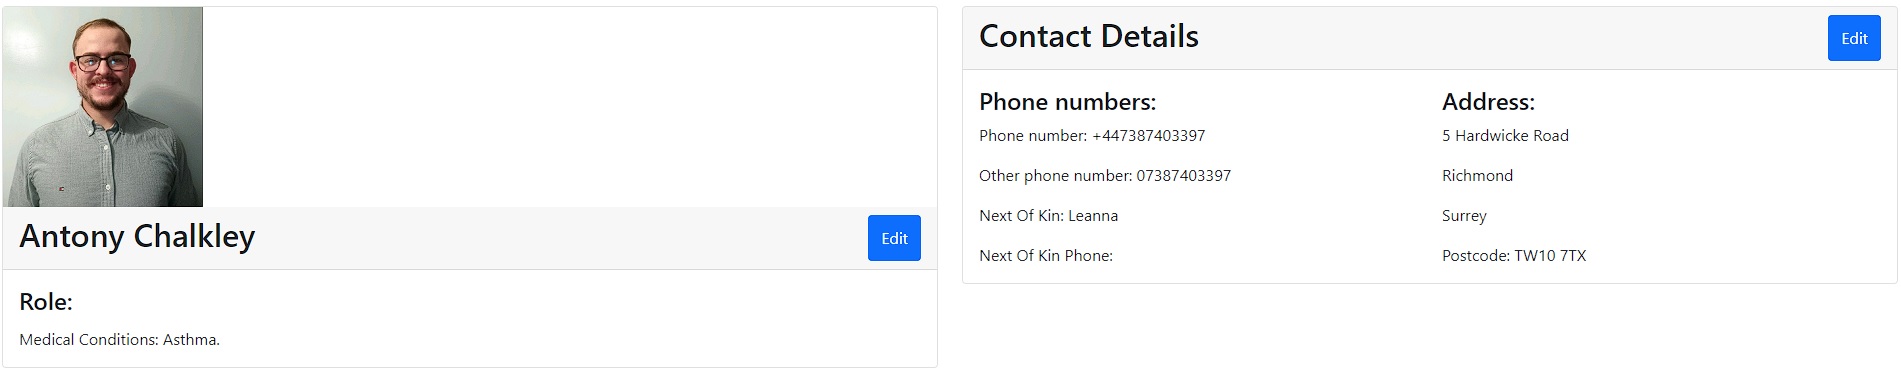 Antony Chalkley
Edit
Role:
Medical Conditions: Asthma.
Contact Details
Edit
Phone numbers:
Phone number: +447387403397
Other phone number: 07387403397
Next Of Kin: Leanna
Next Of Kin Phone:
Address:
5 Hardwicke Road
Richmond
Surrey
Postcode: TW10 7TX